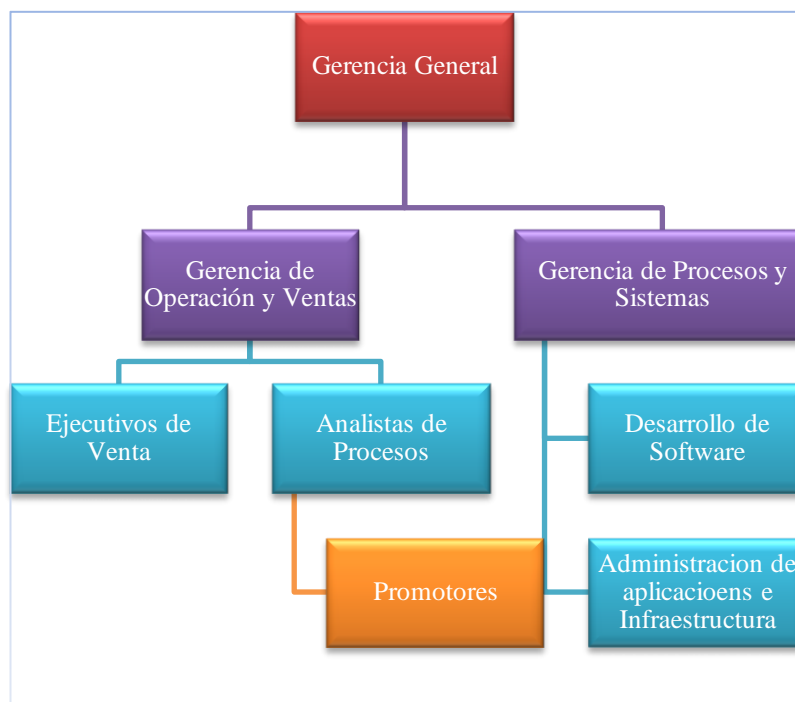 Gerencia General
Gerencia de
Operación y Ventas
Gerencia de Procesos y
Sistemas
Ejecutivos de
Venta
Analistas de
Procesos
Desarrollo de
Software
Promotores
Administracion de
aplicacioens e
Infraestructura